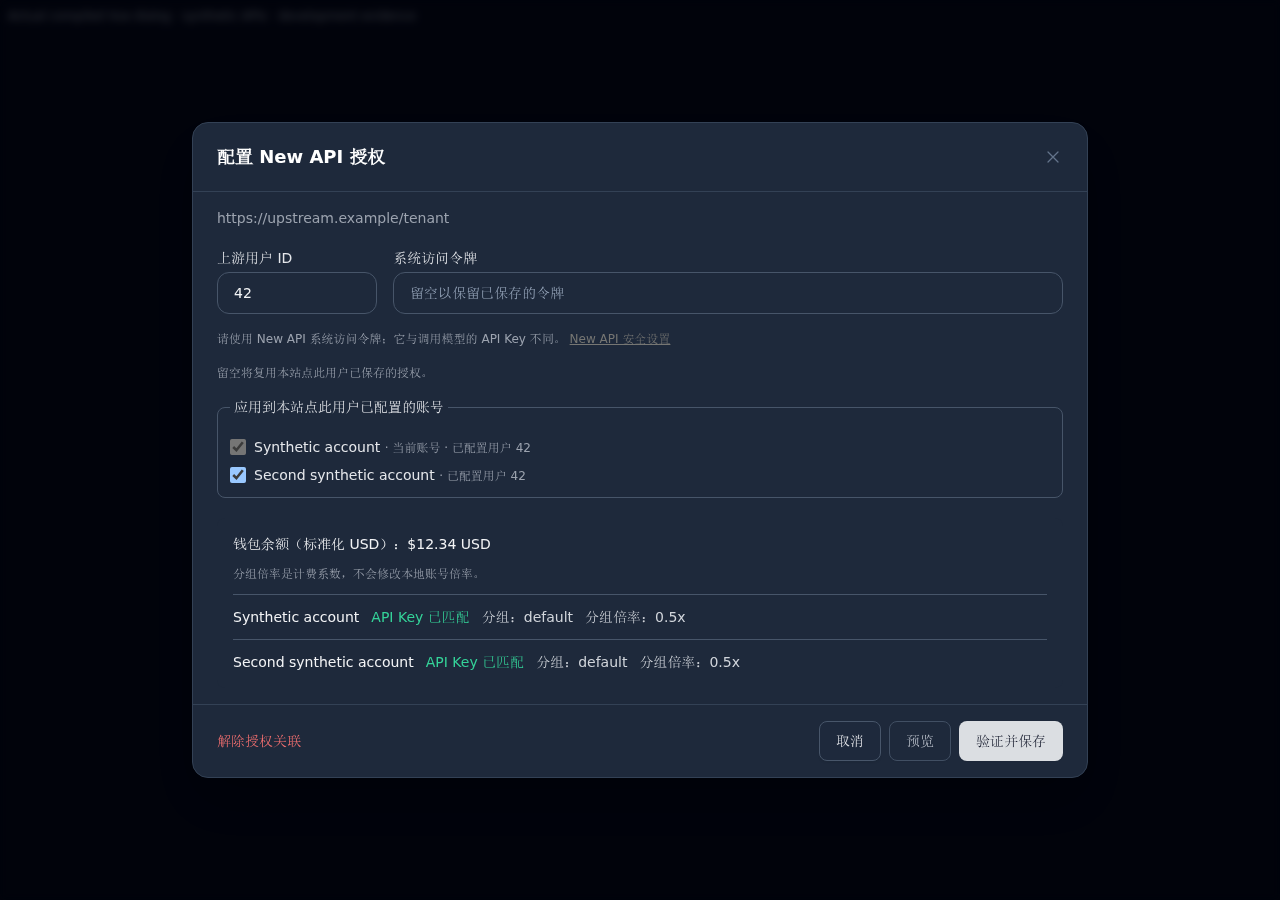 配置 New API 授权
https://upstream.example/tenant
上游用户 ID
系统访问令牌
42
留空以保留已保存的令牌
请使用 New API 系统访问令牌；它与调用模型的 API Key 不同。 New API 安全设置
留空将复用本站点此用户已保存的授权。
应用到本站点此用户已配置的账号
Synthetic account · 当前账号 · 已配置用户 42
Second synthetic account · 已配置用户 42
钱包余额（标准化 USD）：$12.34 USD
分组倍率是计费系数，不会修改本地账号倍率。
Synthetic account API Key 已匹配 分组：default 分组倍率：0.5x
Second synthetic account API Key 已匹配 分组：default 分组倍率：0.5x
解除授权关联
取消
预览
验证并保存